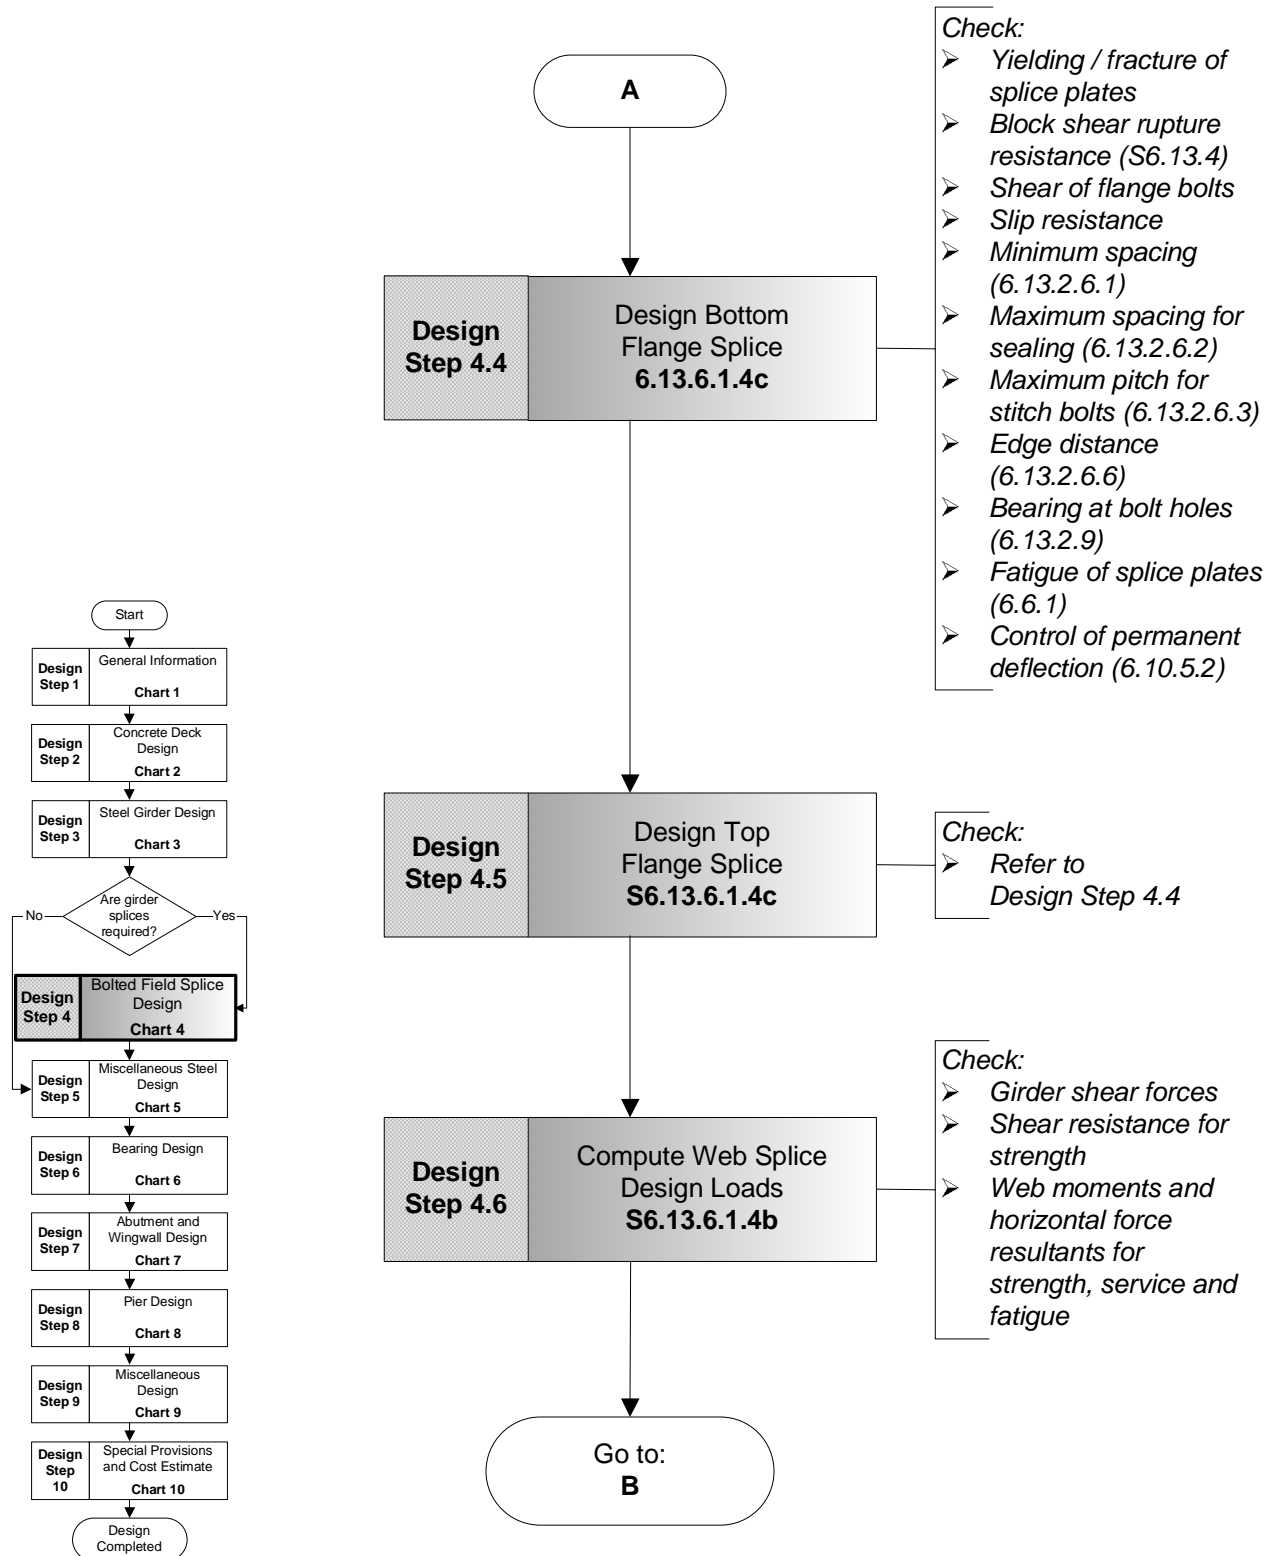 A
Design
Step 4.4
Design Bottom
Flange Splice
6.13.6.1.4c
Check:
➢ Yielding / fracture of
splice plates
➢ Block shear rupture
resistance (S6.13.4)
➢ Shear of flange bolts
➢ Slip resistance
➢ Minimum spacing
(6.13.2.6.1)
➢ Maximum spacing for
sealing (6.13.2.6.2)
➢ Maximum pitch for
stitch bolts (6.13.2.6.3)
➢ Edge distance
(6.13.2.6.6)
➢ Bearing at bolt holes
(6.13.2.9)
➢ Fatigue of splice plates
(6.6.1)
➢ Control of permanent
deflection (6.10.5.2)
Design
Step 4.5
Design Top
Flange Splice
S6.13.6.1.4c
Check:
➢ Refer to
Design Step 4.4
Design
Step 4.6
Compute Web Splice
Design Loads
S6.13.6.1.4b
Check:
➢ Girder shear forces
➢ Shear resistance for
strength
➢ Web moments and
horizontal force
resultants for
strength, service and
fatigue
Go to:
B
Start
Design
Step 1
General Information
Chart 1
Design
Step 2
Concrete Deck
Design
Chart 2
Design
Step 3
Steel Girder Design
Chart 3
Are girder
splices
required?
No
Yes
Design
Step 4
Bolted Field Splice
Design
Chart 4
Design
Step 5
Miscellaneous Steel
Design
Chart 5
Design
Step 6
Bearing Design
Chart 6
Design
Step 7
Abutment and
Wingwall Design
Chart 7
Design
Step 8
Pier Design
Chart 8
Design
Step 9
Miscellaneous
Design
Chart 9
Design
Step
10
Special Provisions
and Cost Estimate
Chart 10
Design
Completed